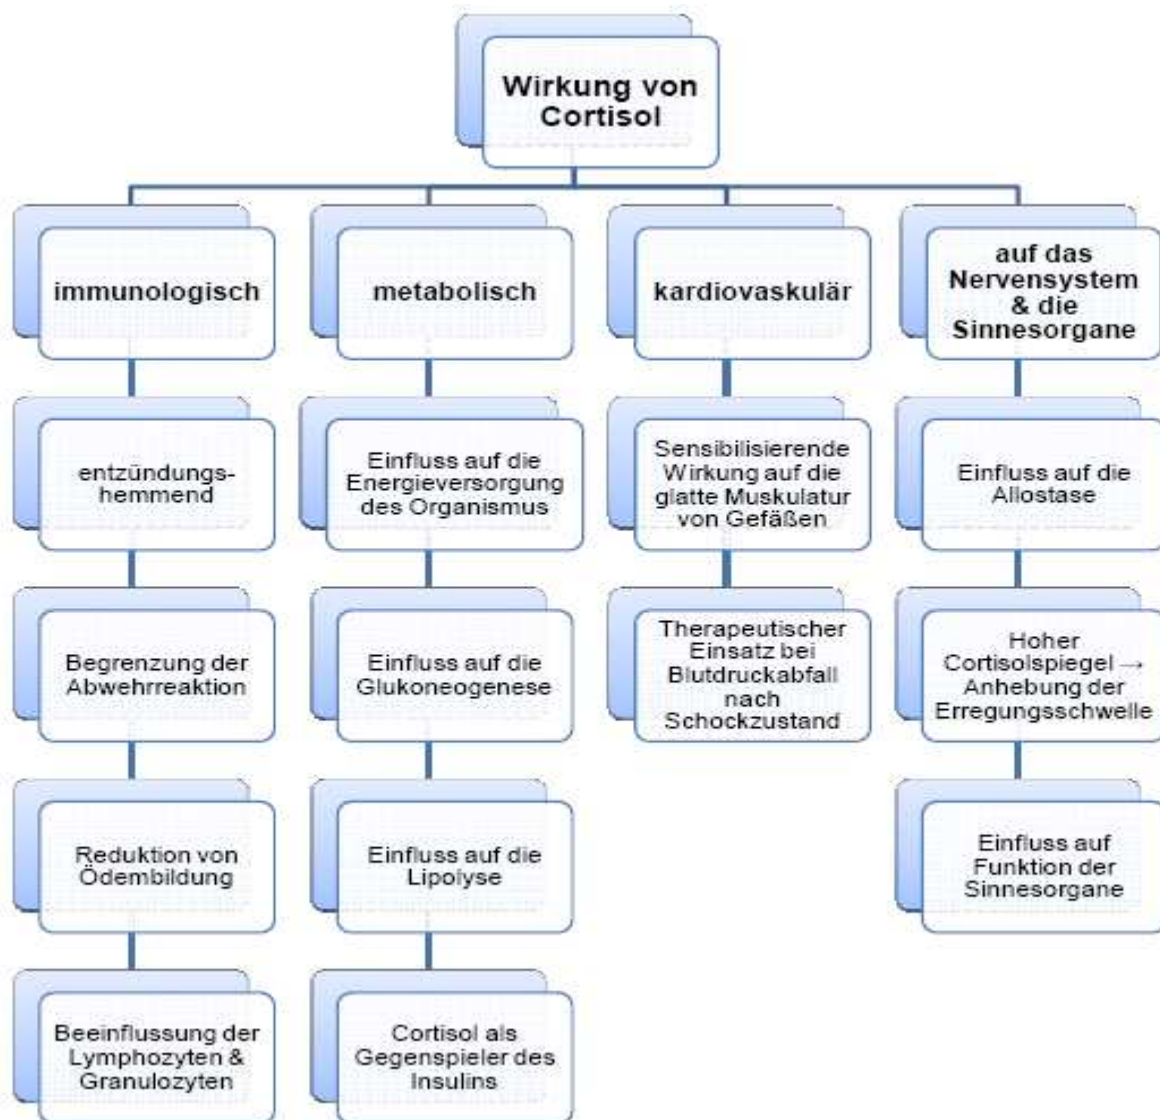 Wirkung von
Cortisol
immunologisch
metabolisch
kardiovaskulär
auf das
Nervensystem
& die
Sinnesorgane
entzündungs-
hemmend
Einfluss auf die
Energieversorgung
des Organismus
Sensibilisierende
Wirkung auf die
glatte Muskulatur
von Gefäßen
Einfluss auf die
Allostase
Begrenzung der
Abwehrreaktion
Einfluss auf die
Glukoneogenese
Therapeutischer
Einsatz bei
Blutdruckabfall
nach
Schockzustand
Hoher
Cortisolspiegel →
Anhebung der
Erregungsschwelle
Reduktion von
Ödembildung
Einfluss auf die
Lipolyse
Einfluss auf
Funktion der
Sinnesorgane
Beeinflussung der
Lymphozyten &
Granulozyten
Cortisol als
Gegenspieler des
Insulins